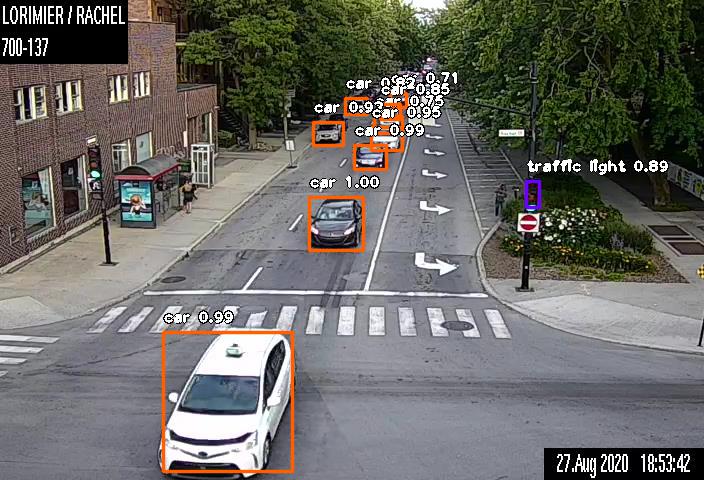 LORIMIER / RACHEL
700-137
car 0.71
car 0.85
car 0.75
car 0.92
car 0.95
car 0.99
traffic light 0.89
car 1.00
car 0.99
27.Aug 2020 18:53:42